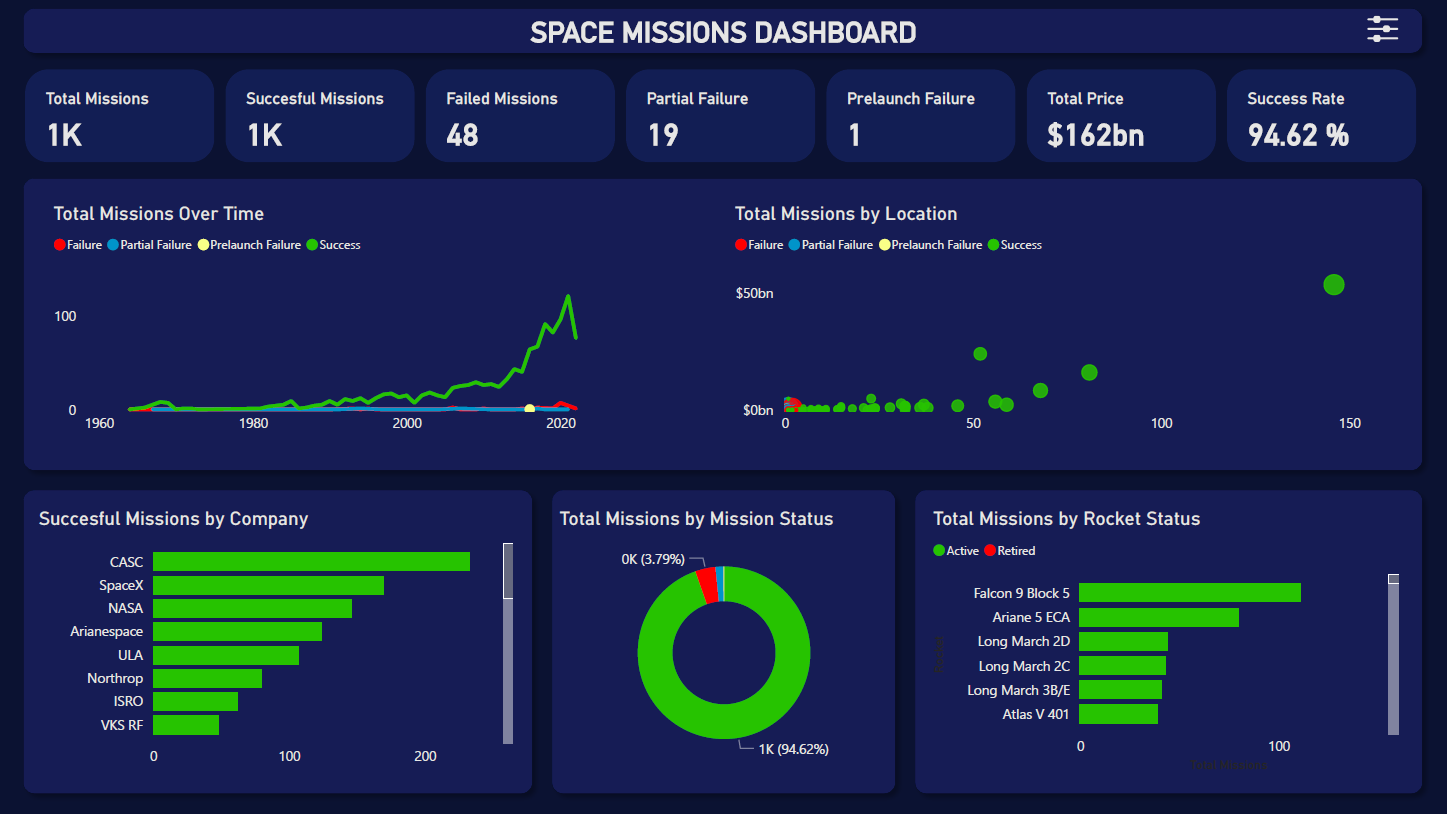 SPACE MISSIONS DASHBOARD
Total Missions
1K
Succesful Missions
1K
Failed Missions
48
Partial Failure
19
Prelaunch Failure
1
Total Price
$162bn
Success Rate
94.62 %
Total Missions Over Time
Failure Partial Failure Prelaunch Failure Success
100
0
1960 1980 2000 2020
Total Missions by Location
Failure Partial Failure Prelaunch Failure Success
$50bn
$0bn
0 50 100 150
Succesful Missions by Company
CASC
SpaceX
NASA
Arianespace
ULA
Northrop
ISRO
VKS RF
0 100 200
Total Missions by Mission Status
0K (3.79%)
1K (94.62%)
Total Missions by Rocket Status
Active Retired
Falcon 9 Block 5
Ariane 5 ECA
Long March 2D
Long March 2C
Long March 3B/E
Atlas V 401
0 100
Total Missions